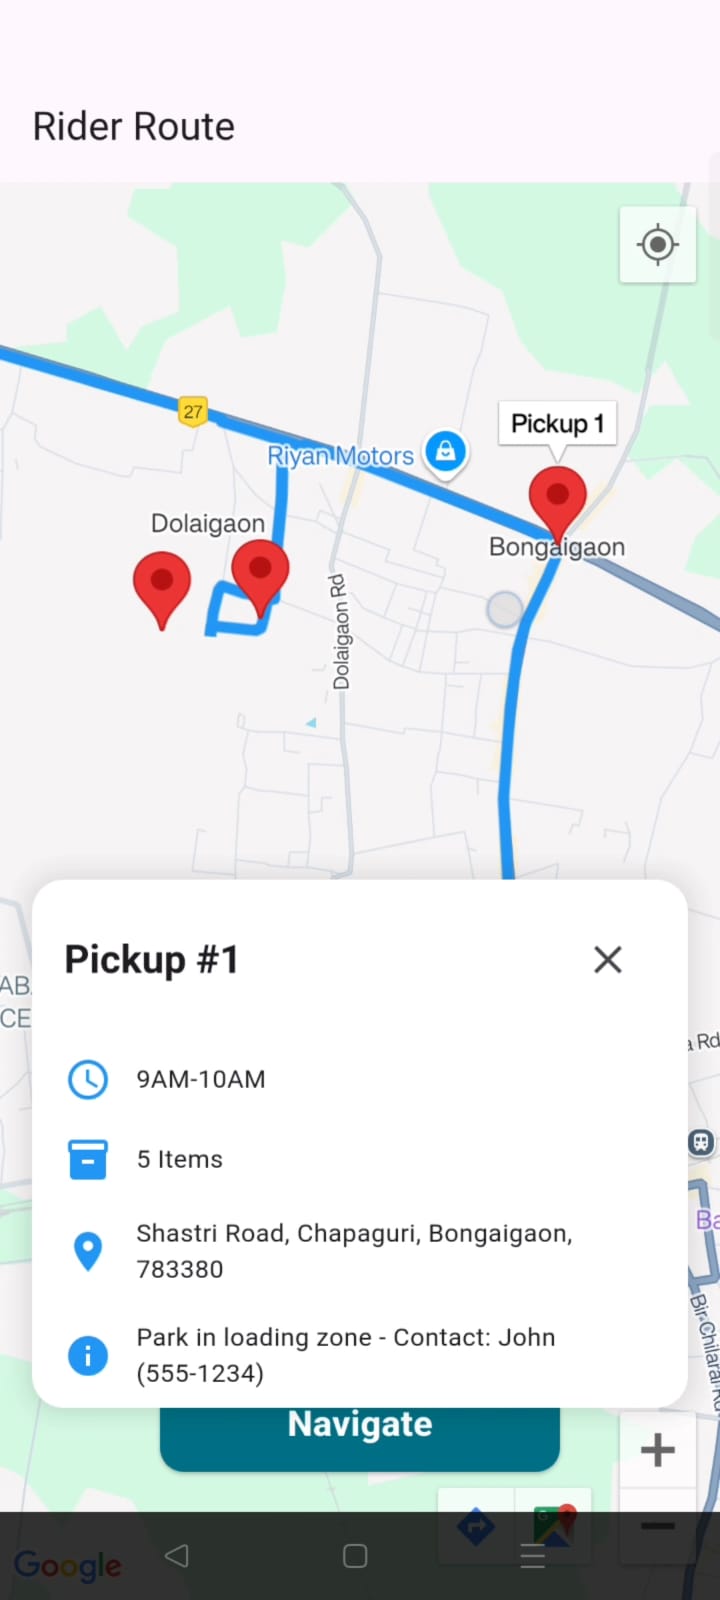 Rider Route
27
Riyan Motors
Pickup 1
Dolaigaon
Bongaigaon
Dolaigaon Rd
Pickup #1
AB
CE
a Rd
9AM-10AM
5 Items
Shastri Road, Chapaguri, Bongaigaon,
783380
Ba
Bir Chilarai Rd
Park in loading zone - Contact: John
(555-1234)
Navigate
Google